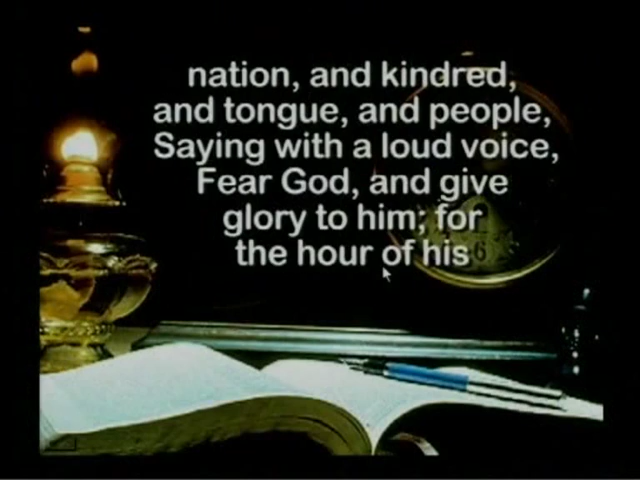 nation, and kindred,
and tongue, and people,
Saying with a loud voice,
Fear God, and give
glory to him; for
the hour of his